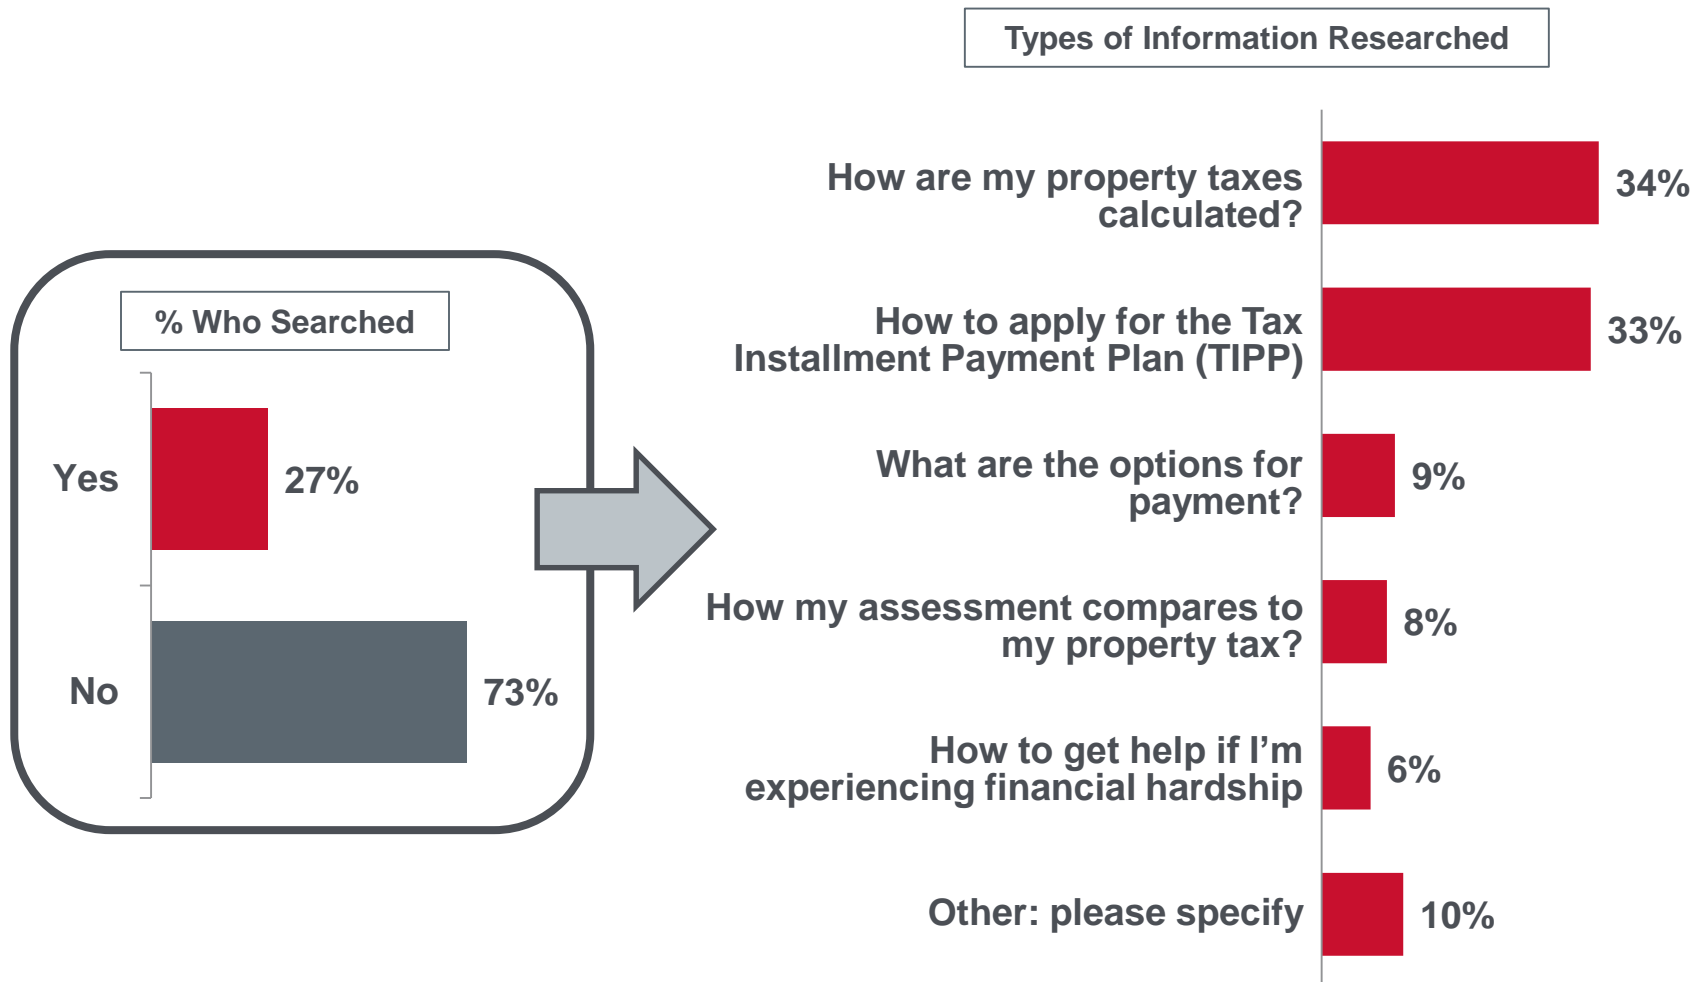 % Who Searched
Yes
27%
No
73%
Types of Information Researched
How are my property taxes
calculated?
34%
How to apply for the Tax
Installment Payment Plan (TIPP)
33%
What are the options for
payment?
9%
How my assessment compares to
my property tax?
8%
How to get help if I’m
experiencing financial hardship
6%
Other: please specify
10%